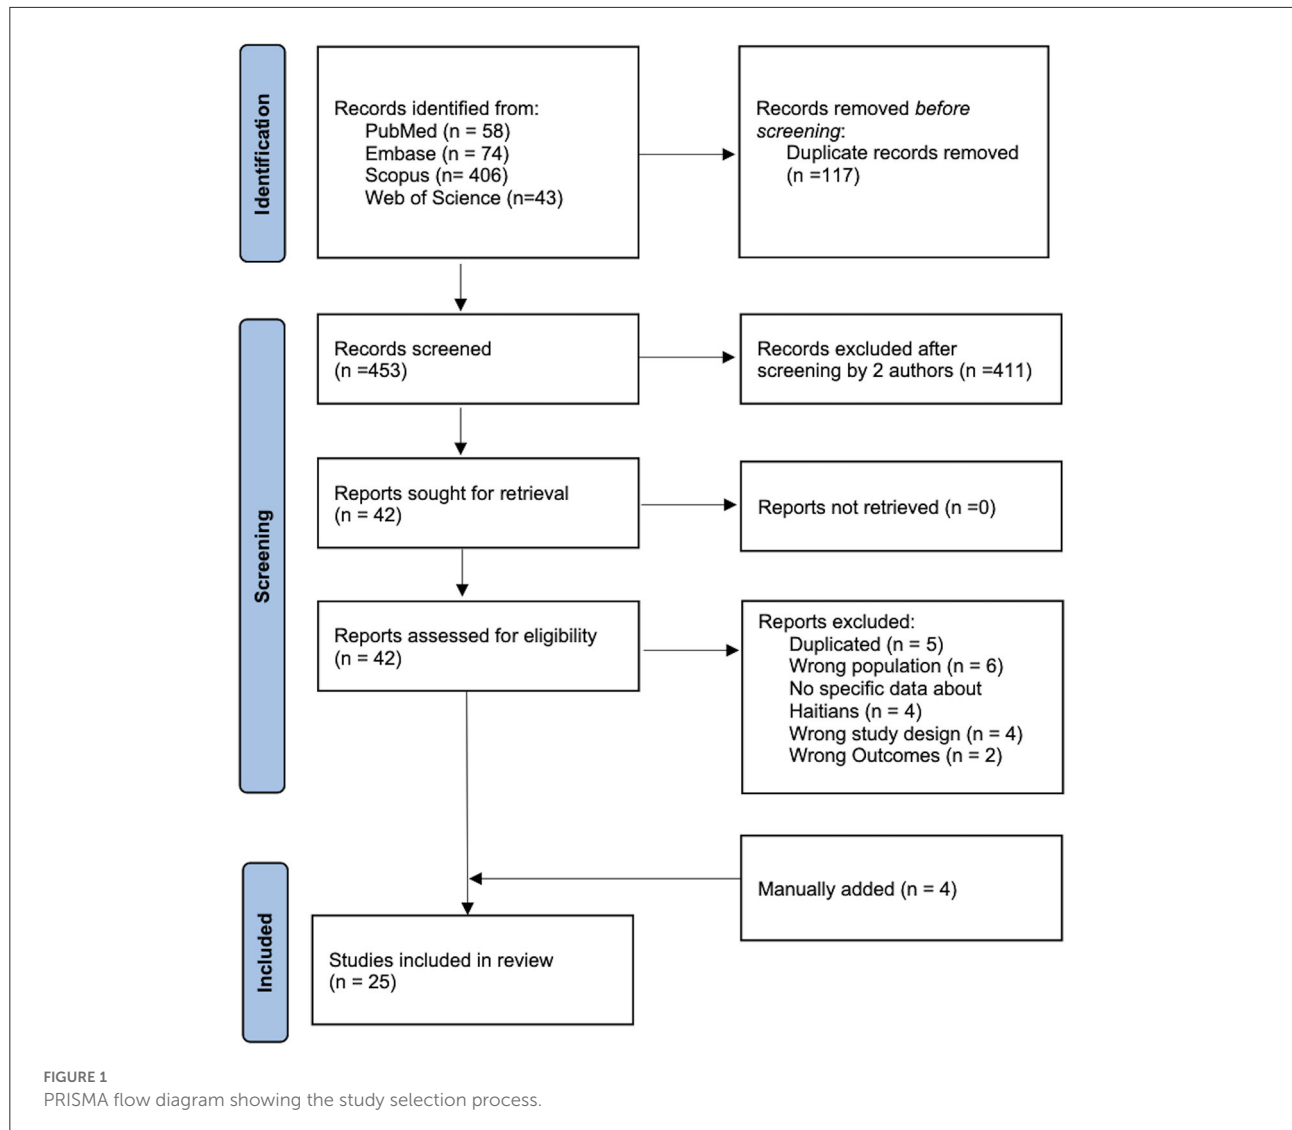 Identification
Records identified from:
PubMed (n = 58)
Embase (n = 74)
Scopus (n= 406)
Web of Science (n=43)
Records removed before
screening:
Duplicate records removed
(n =117)
Screening
Records screened
(n =453)
Records excluded after
screening by 2 authors (n =411)
Reports sought for retrieval
(n = 42)
Reports not retrieved (n =0)
Reports assessed for eligibility
(n = 42)
Reports excluded:
Duplicated (n = 5)
Wrong population (n = 6)
No specific data about
Haitians (n = 4)
Wrong study design (n = 4)
Wrong Outcomes (n = 2)
Included
Manually added (n = 4)
Studies included in review
(n = 25)
FIGURE 1
PRISMA flow diagram showing the study selection process.